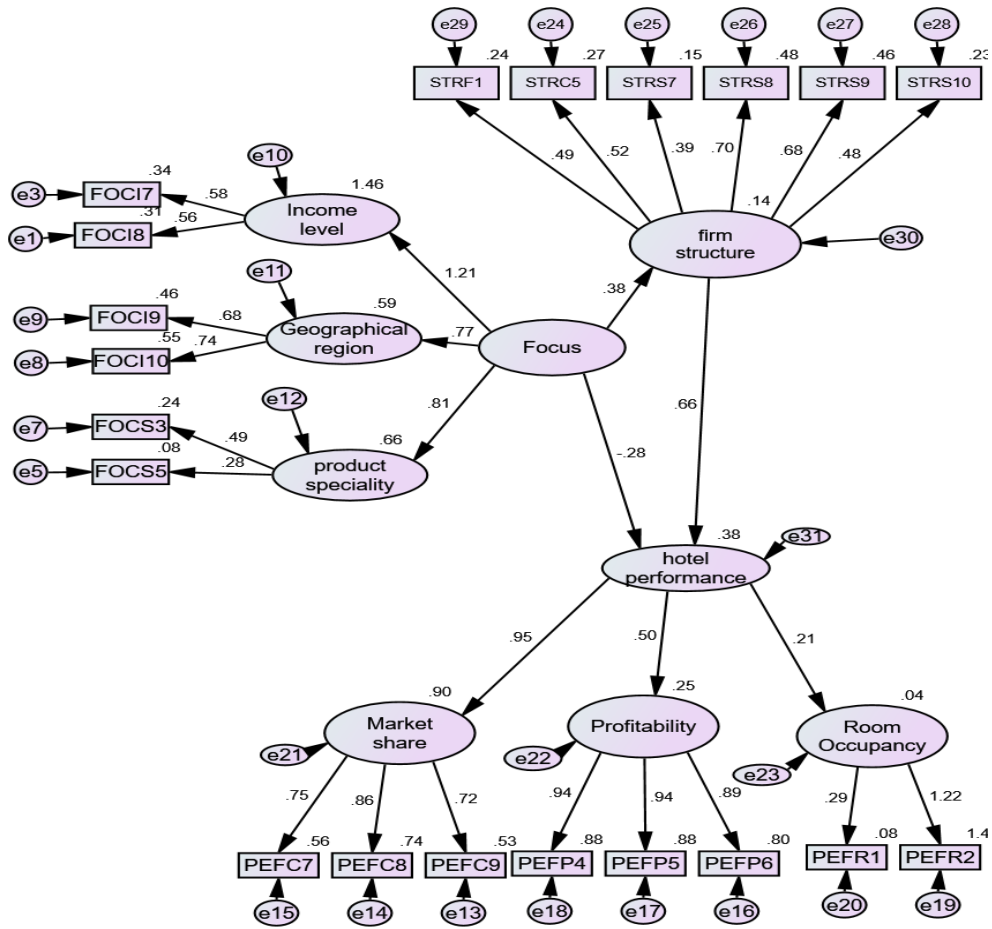 e29 e24 e25 e26 e27 e28
.24 .27 .15 .48 .46 .23
STRF1 STRC5 STRS7 STRS8 STRS9 STRS10
.49 .52 .39 .70 .68 .48
e10
.34 1.46
e3 FOCI7 .58 Income
level
.31 .56
e1 FOCI8
.14
firm
structure
e30
e11
1.21
.38
.46 .59
e9 FOCI9 .68 Geographical
region
.77
Focus
.55 .74
e8 FOCI10
e12
.81
.66
-.28
.24 .66
e7 FOCS3 .49 product
speciality
.08 .28
e5 FOCS5
.38
e31
hotel
performance
.95 .50 .21
.90 .25 .04
Market
share
Profitability
Room
Occupancy
e21 e22 e23
.75 .86 .72 .94 .94 .89 .29 1.22
.56 .74 .53 .88 .88 .80 .08 1.4
PEFC7 PEFC8 PEFC9 PEFP4 PEFP5 PEFP6 PEFR1 PEFR2
e15 e14 e13 e18 e17 e16 e20 e19